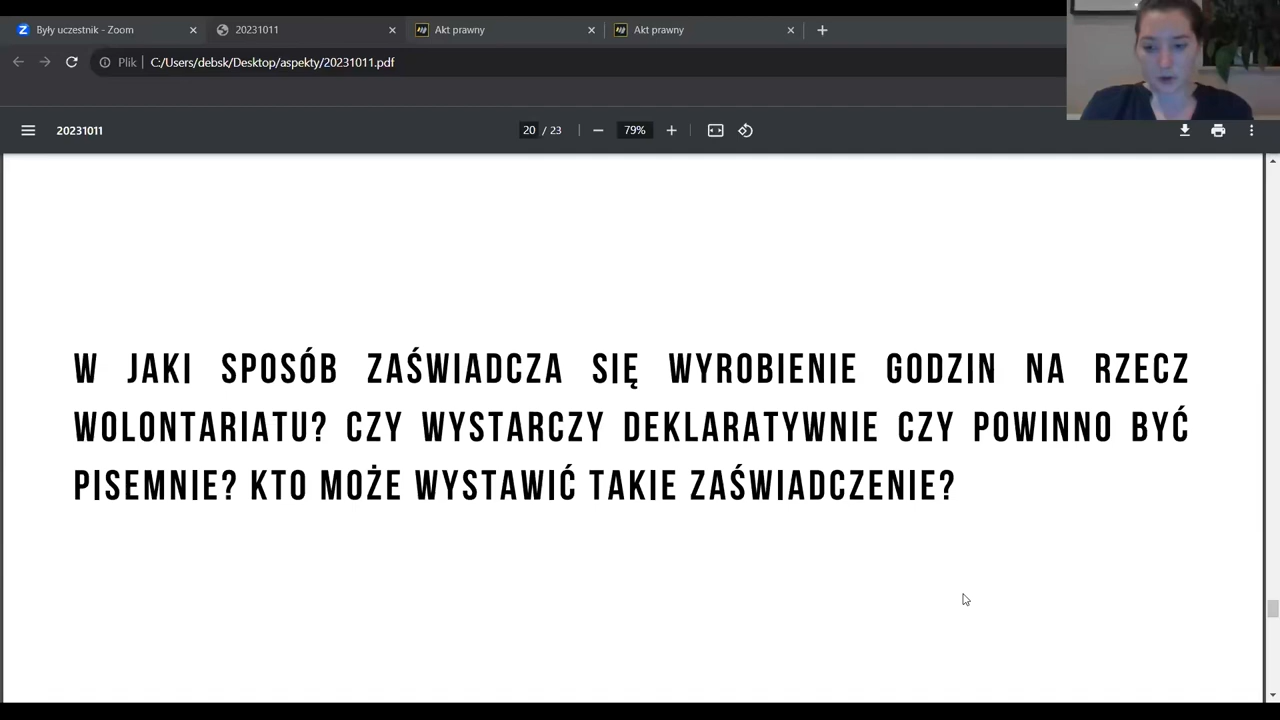 Były uczestnik - Zoom
20231011
Akt prawny
Akt prawny
Plik
C:/Users/debsk/Desktop/aspekty/20231011.pdf
20231011
20 / 23
79%
W JAKI SPOSÓB ZAŚWIADCZA SIĘ WYROBIENIE GODZIN NA RZECZ
WOLONTARIATU? CZY WYSTARCZY DEKLARATYWNIE CZY POWINNO BYĆ
PISEMNIE? KTO MOŻE WYSTAWIĆ TAKIE ZAŚWIADCZENIE?